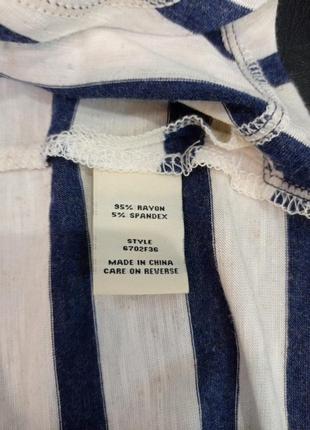 95% RAYON
5% SPANDEX
STYLE
6702F36
MADE IN CHINA
CARE ON REVERSE